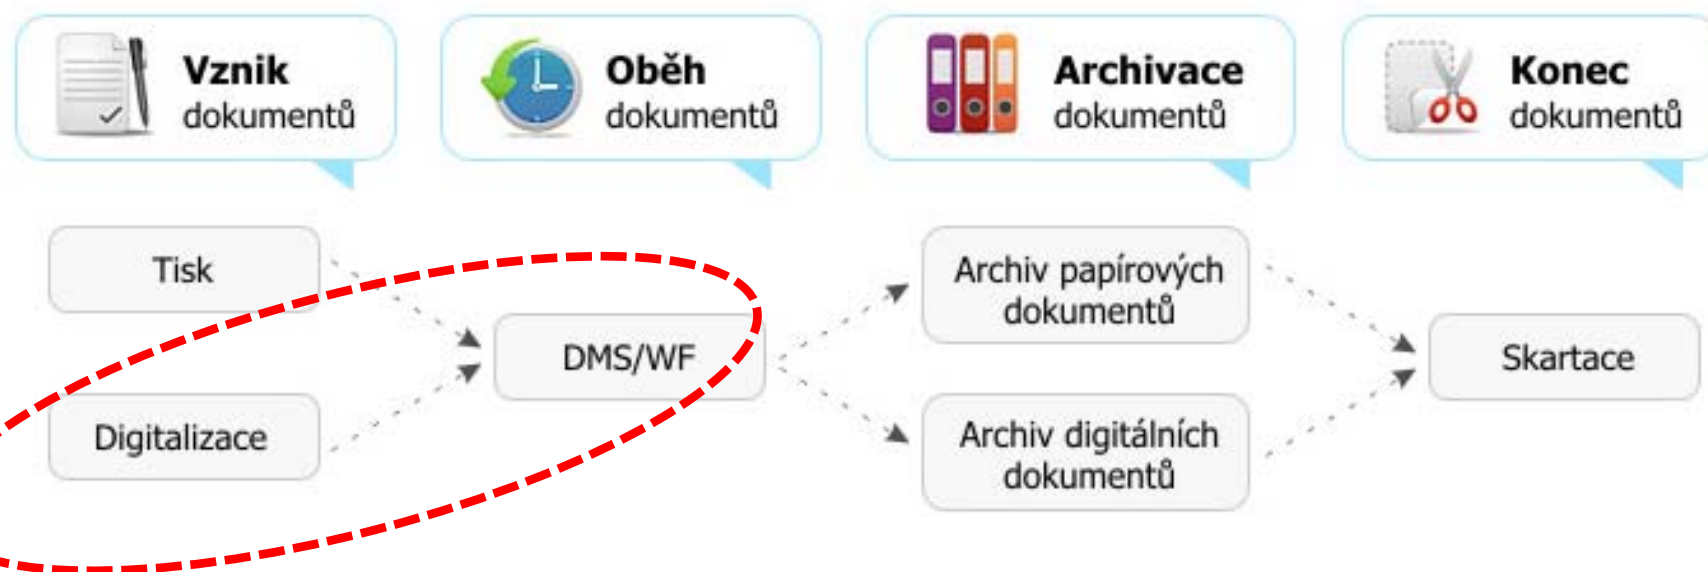 Vznik
dokumentů
Oběh
dokumentů
Archivace
dokumentů
Konec
dokumentů
Tisk
Digitalizace
DMS/WF
Archiv papírových
dokumentů
Archiv digitálních
dokumentů
Skartace